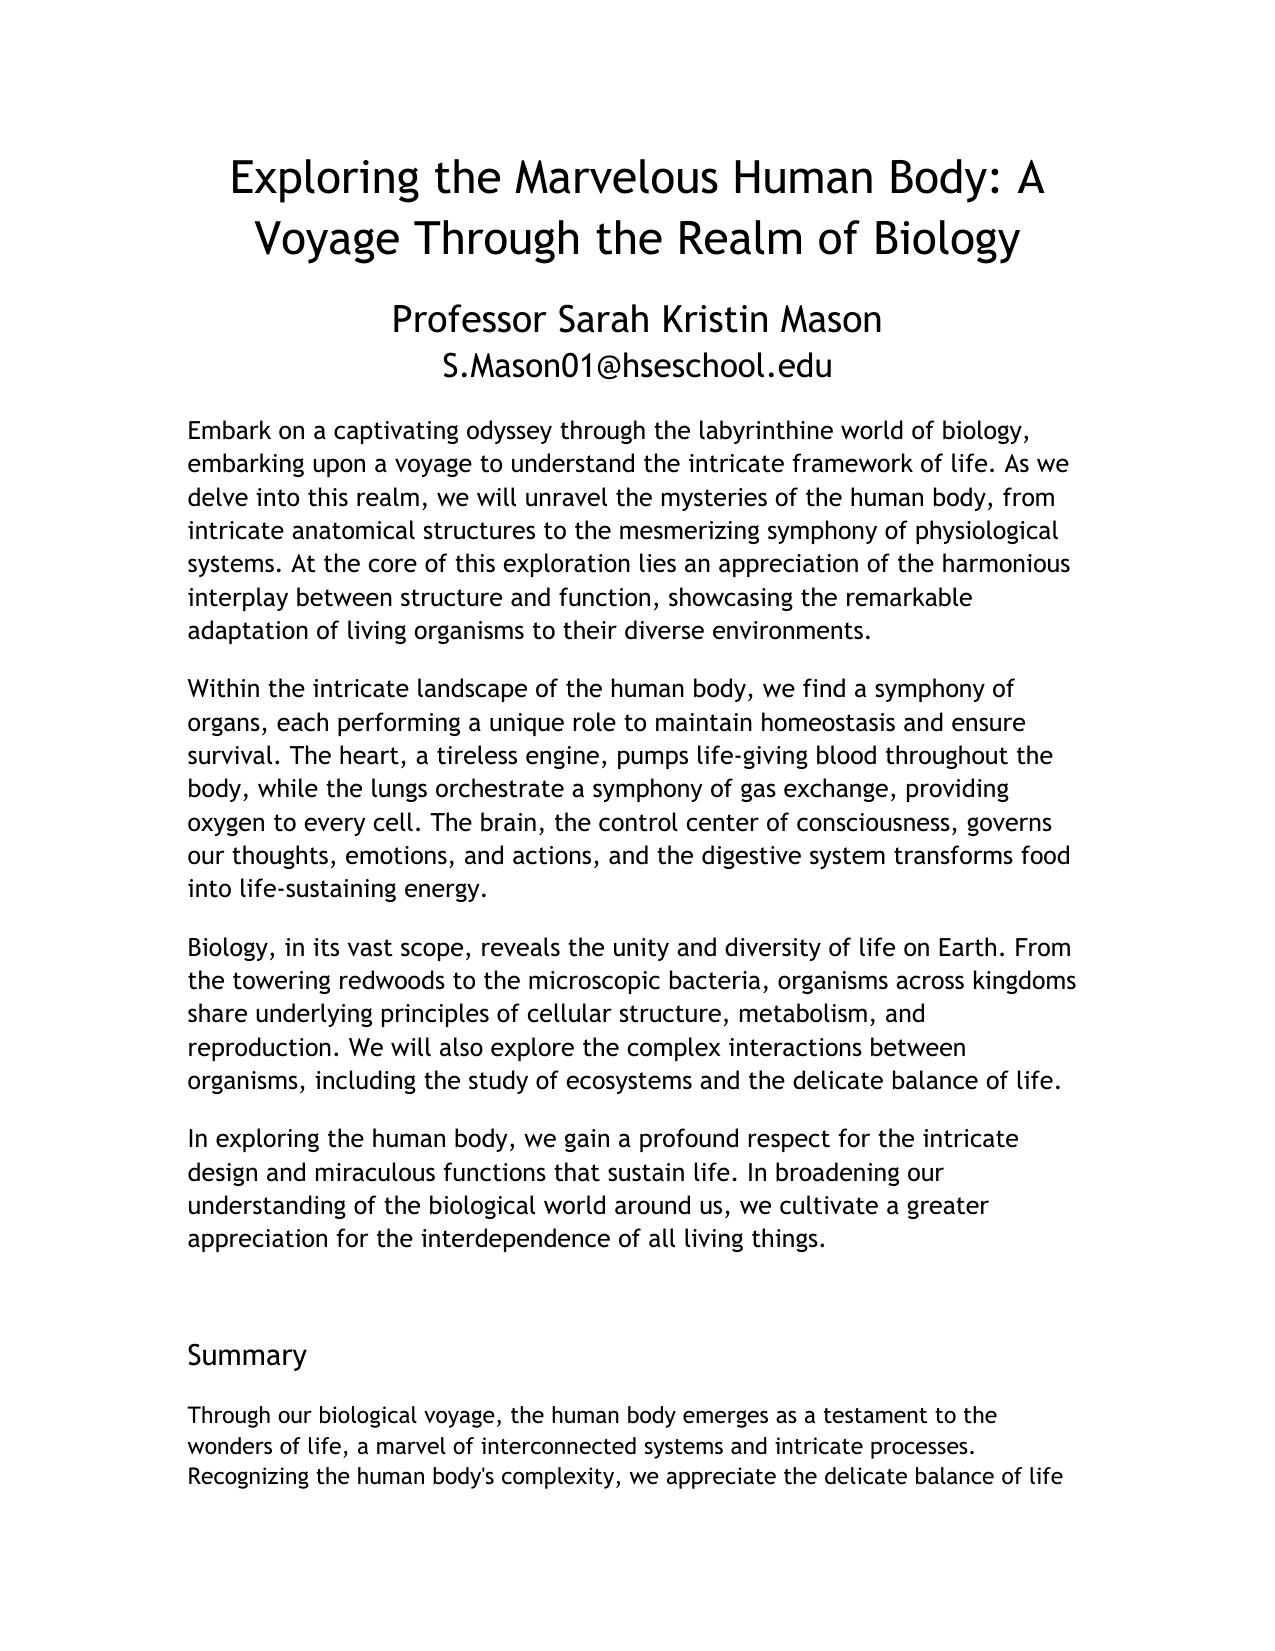 Exploring the Marvelous Human Body: A
Voyage Through the Realm of Biology
Professor Sarah Kristin Mason
S.Mason01@hseschool.edu
Embark on a captivating odyssey through the labyrinthine world of biology,
embarking upon a voyage to understand the intricate framework of life. As we
delve into this realm, we will unravel the mysteries of the human body, from
intricate anatomical structures to the mesmerizing symphony of physiological
systems. At the core of this exploration lies an appreciation of the harmonious
interplay between structure and function, showcasing the remarkable
adaptation of living organisms to their diverse environments.
Within the intricate landscape of the human body, we find a symphony of
organs, each performing a unique role to maintain homeostasis and ensure
survival. The heart, a tireless engine, pumps life-giving blood throughout the
body, while the lungs orchestrate a symphony of gas exchange, providing
oxygen to every cell. The brain, the control center of consciousness, governs
our thoughts, emotions, and actions, and the digestive system transforms food
into life-sustaining energy.
Biology, in its vast scope, reveals the unity and diversity of life on Earth. From
the towering redwoods to the microscopic bacteria, organisms across kingdoms
share underlying principles of cellular structure, metabolism, and
reproduction. We will also explore the complex interactions between
organisms, including the study of ecosystems and the delicate balance of life.
In exploring the human body, we gain a profound respect for the intricate
design and miraculous functions that sustain life. In broadening our
understanding of the biological world around us, we cultivate a greater
appreciation for the interdependence of all living things.
Summary
Through our biological voyage, the human body emerges as a testament to the
wonders of life, a marvel of interconnected systems and intricate processes.
Recognizing the human body's complexity, we appreciate the delicate balance of life